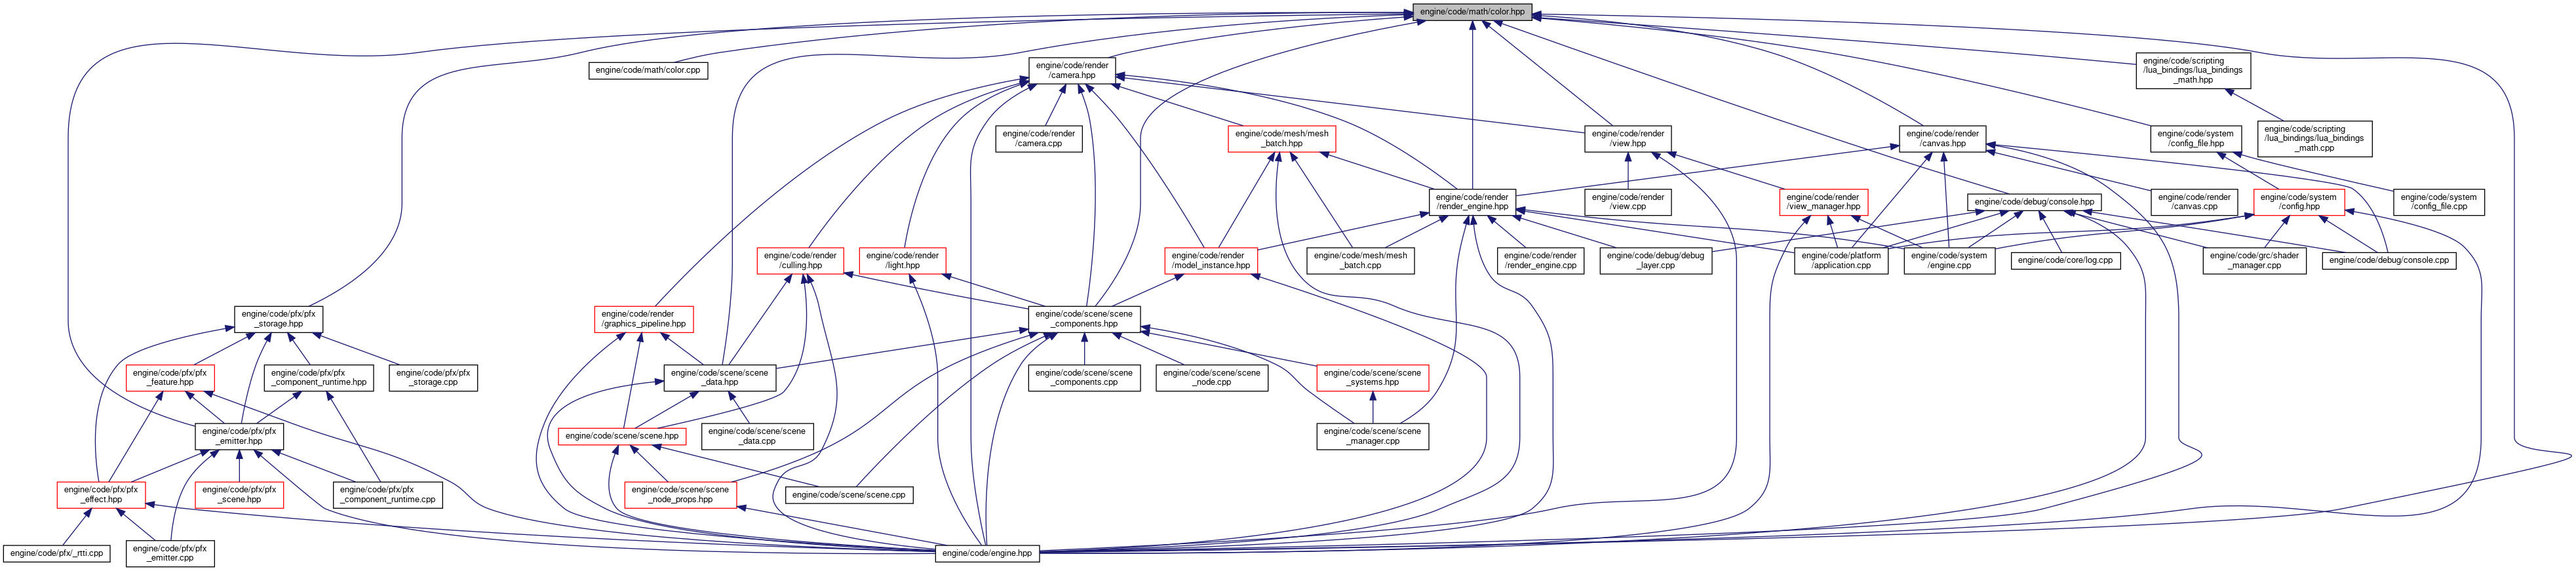 engine/code/math/color.hpp
engine/code/math/color.cpp
engine/code/render
/camera.hpp
engine/code/scripting
/lua_bindings/lua_bindings
_math.hpp
engine/code/render
/camera.cpp
engine/code/mesh/mesh
_batch.hpp
engine/code/render
/view.hpp
engine/code/render
/canvas.hpp
engine/code/system
/config_file.hpp
engine/code/scripting
/lua_bindings/lua_bindings
_math.cpp
engine/code/render
/render_engine.hpp
engine/code/render
/view.cpp
engine/code/render
/view_manager.hpp
engine/code/debug/console.hpp
engine/code/render
/canvas.cpp
engine/code/system
/config.hpp
engine/code/system
/config_file.cpp
engine/code/render
/culling.hpp
engine/code/render
/light.hpp
engine/code/render
/model_instance.hpp
engine/code/mesh/mesh
_batch.cpp
engine/code/render
/render_engine.cpp
engine/code/debug/debug
_layer.cpp
engine/code/platform
/application.cpp
engine/code/system
/engine.cpp
engine/code/core/log.cpp
engine/code/grc/shader
_manager.cpp
engine/code/debug/console.cpp
engine/code/pfx/pfx
_storage.hpp
engine/code/render
/graphics_pipeline.hpp
engine/code/scene/scene
_components.hpp
engine/code/pfx/pfx
_feature.hpp
engine/code/pfx/pfx
_component_runtime.hpp
engine/code/pfx/pfx
_storage.cpp
engine/code/scene/scene
_data.hpp
engine/code/scene/scene
_components.cpp
engine/code/scene/scene
_node.cpp
engine/code/scene/scene
_systems.hpp
engine/code/pfx/pfx
_emitter.hpp
engine/code/scene/scene.hpp
engine/code/scene/scene
_data.cpp
engine/code/scene/scene
_manager.cpp
engine/code/pfx/pfx
_effect.hpp
engine/code/pfx/pfx
_scene.hpp
engine/code/pfx/pfx
_component_runtime.cpp
engine/code/scene/scene
_node_props.hpp
engine/code/scene/scene.cpp
engine/code/pfx/_rtti.cpp
engine/code/pfx/pfx
_emitter.cpp
engine/code/engine.hpp